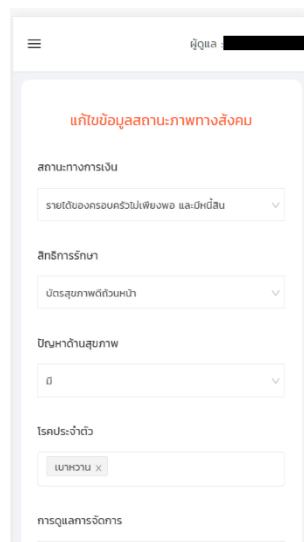 ผู้ดูแล :
แก้ไขข้อมูลสถานะภาพทางสังคม
สถานะทางการเงิน
รายได้ของครอบครัวไม่เพียงพอ และมีหนี้สิน
สิทธิการรักษา
บัตรสุขภาพดีถ้วนหน้า
ปัญหาด้านสุขภาพ
มี
โรคประจำตัว
เบาหวาน x
การดูแลการจัดการ